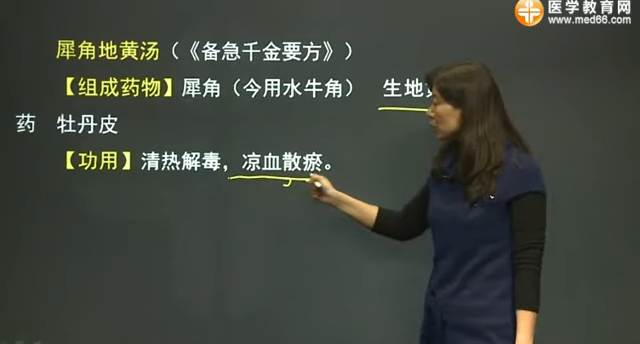 医学教育网
www.med66.com
犀角地黄汤（《备急千金要方》）
【组成药物】犀角（今用水牛角） 生地
药 牡丹皮
【功用】清热解毒，凉血散瘀。